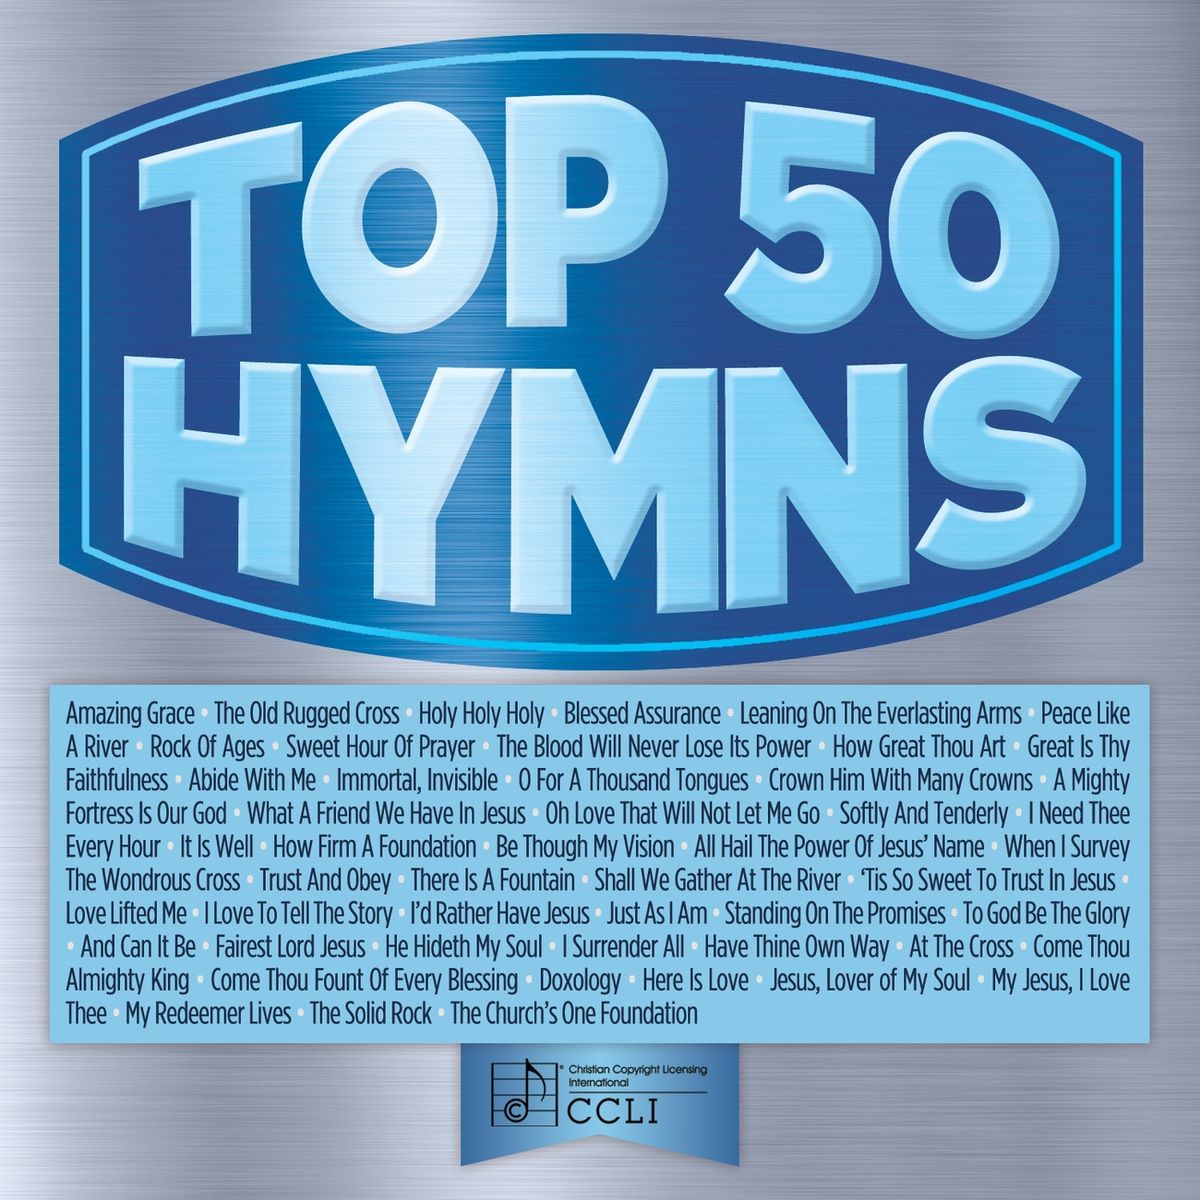 TOP 50
HYMNS
Amazing Grace • The Old Rugged Cross • Holy Holy Holy • Blessed Assurance • Leaning On The Everlasting Arms • Peace Like
A River • Rock Of Ages • Sweet Hour Of Prayer • The Blood Will Never Lose Its Power • How Great Thou Art • Great Is Thy
Faithfulness • Abide With Me • Immortal, Invisible • O For A Thousand Tongues • Crown Him With Many Crowns • A Mighty
Fortress Is Our God • What A Friend We Have In Jesus • Oh Love That Will Not Let Me Go • Softly And Tenderly • I Need Thee
Every Hour • It Is Well • How Firm A Foundation • Be Though My Vision • All Hail The Power Of Jesus’ Name • When I Survey
The Wondrous Cross • Trust And Obey • There Is A Fountain • Shall We Gather At The River • ‘Tis So Sweet To Trust In Jesus •
Love Lifted Me • I Love To Tell The Story • I’d Rather Have Jesus • Just As I Am • Standing On The Promises • To God Be The Glory
• And Can It Be • Fairest Lord Jesus • He Hideth My Soul • I Surrender All • Have Thine Own Way • At The Cross • Come Thou
Almighty King • Come Thou Fount Of Every Blessing • Doxology • Here Is Love • Jesus, Lover of My Soul • My Jesus, I Love
Thee • My Redeemer Lives • The Solid Rock • The Church’s One Foundation
©
®
Christian Copyright Licensing
International
CCLI